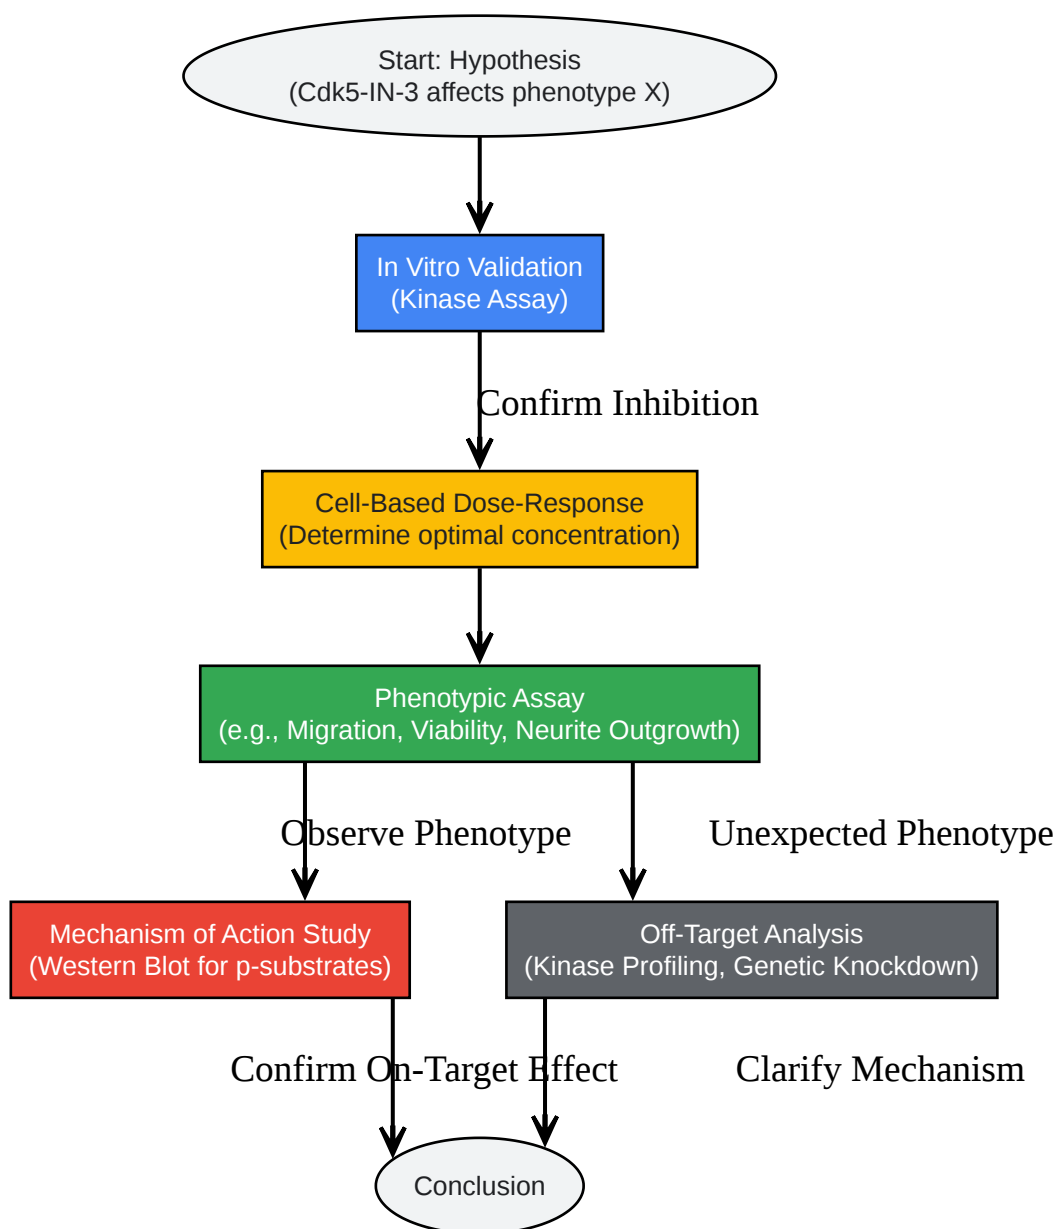 Start: Hypothesis
(Cdk5-IN-3 affects phenotype X)
In Vitro Validation
(Kinase Assay)
Confirm Inhibition
Cell-Based Dose-Response
(Determine optimal concentration)
Phenotypic Assay
(e.g., Migration, Viability, Neurite Outgrowth)
Observe Phenotype
Unexpected Phenotype
Mechanism of Action Study
(Western Blot for p-substrates)
Off-Target Analysis
(Kinase Profiling, Genetic Knockdown)
Confirm On-Target Effect
Clarify Mechanism
Conclusion